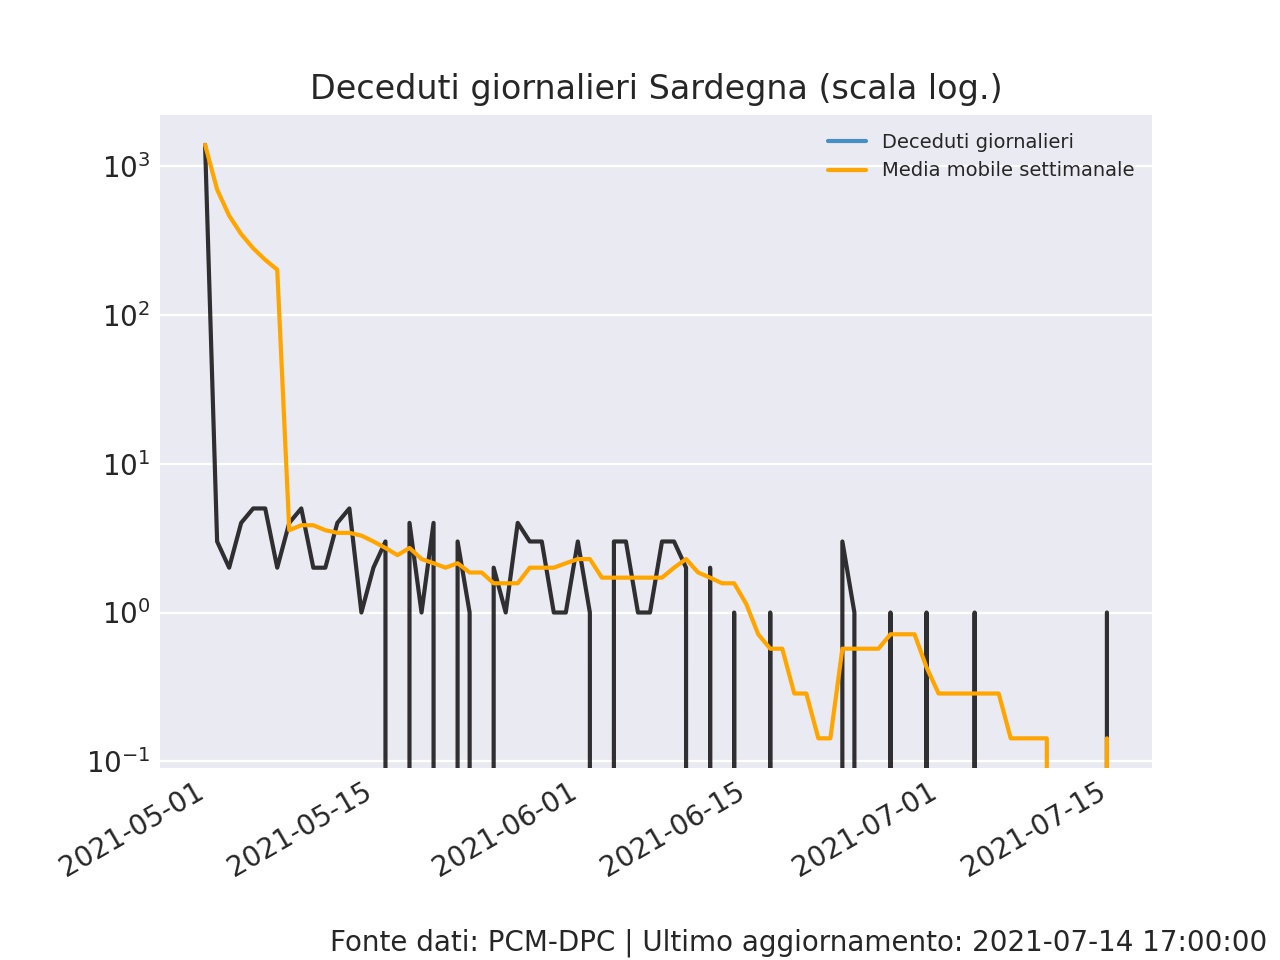 Deceduti giornalieri Sardegna (scala log.)
Deceduti giornalieri
Media mobile settimanale
10³
10²
10¹
10⁰
10⁻¹
2021-05-01
2021-05-15
2021-06-01
2021-06-15
2021-07-01
2021-07-15
Fonte dati: PCM-DPC | Ultimo aggiornamento: 2021-07-14 17:00:00